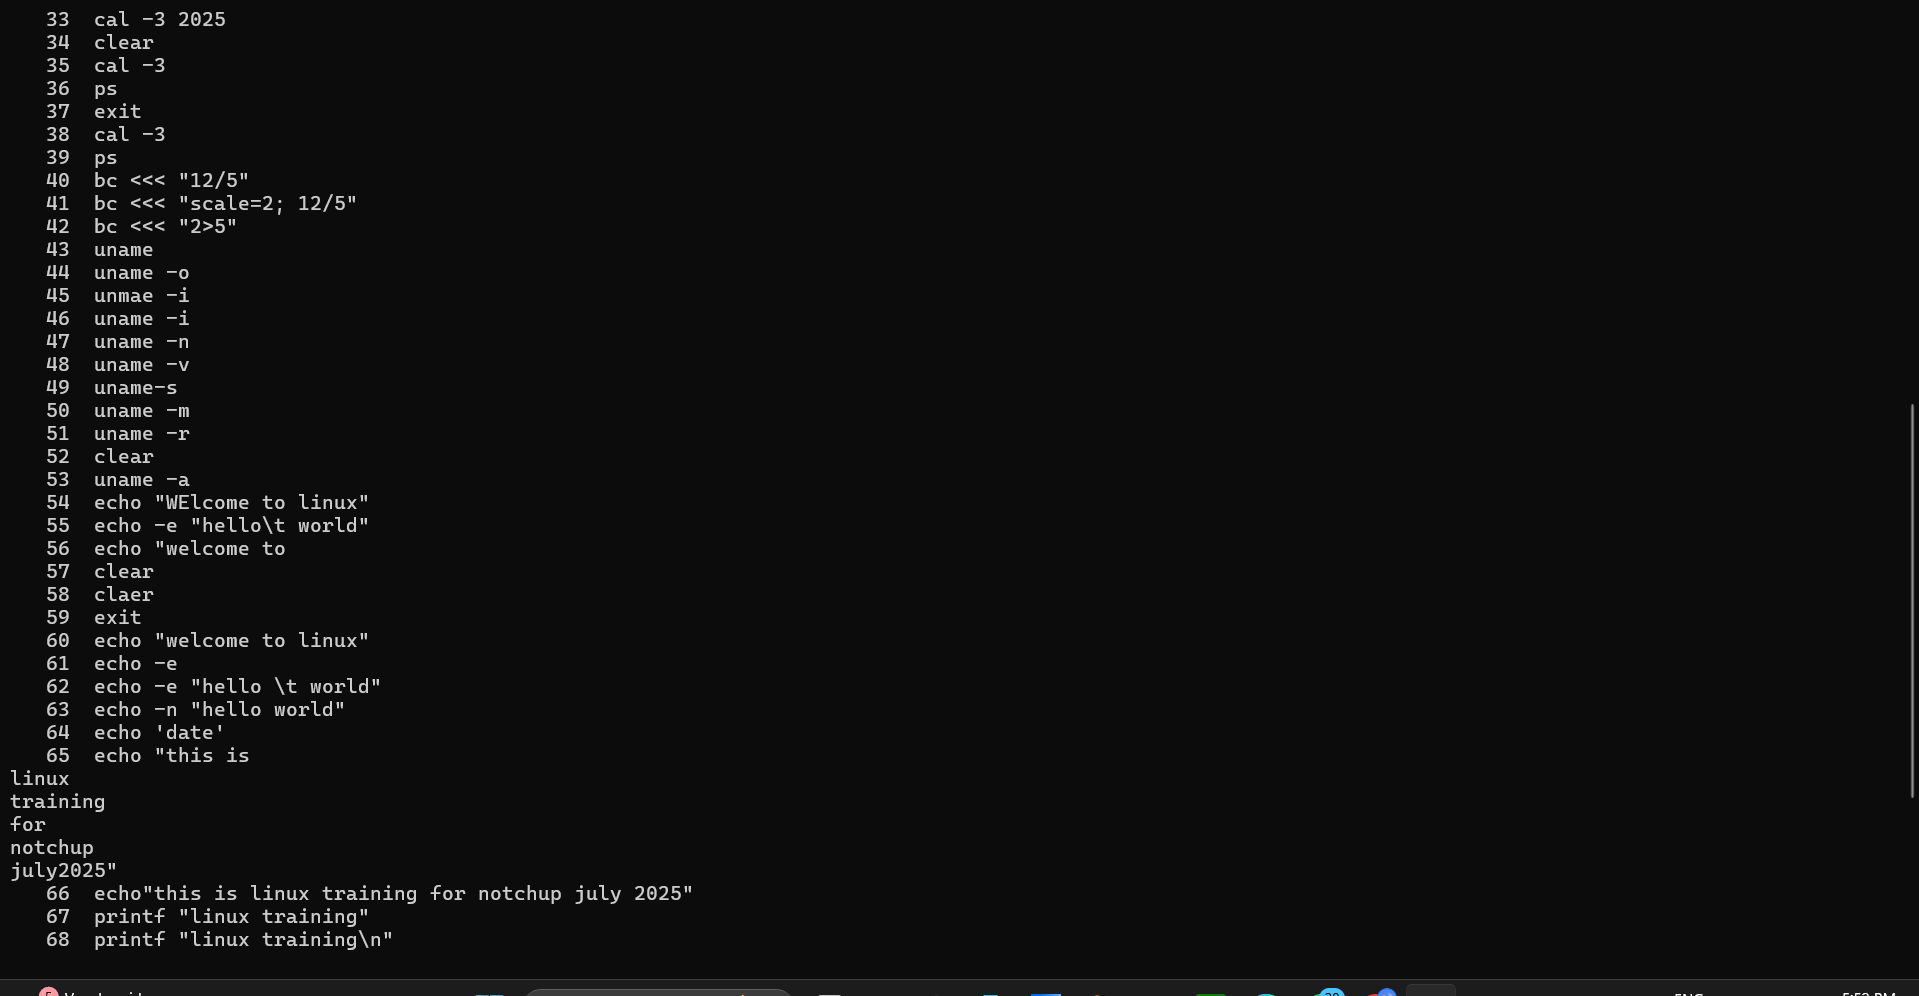 33 cal -3 2025
34 clear
35 cal -3
36 ps
37 exit
38 cal -3
39 ps
40 bc <<< "12/5"
41 bc <<< "scale=2; 12/5"
42 bc <<< "2>5"
43 uname
44 uname -o
45 unmae -i
46 uname -i
47 uname -n
48 uname -v
49 uname-s
50 uname -m
51 uname -r
52 clear
53 uname -a
54 echo "WElcome to linux"
55 echo -e "hello\t world"
56 echo "welcome to
57 clear
58 claer
59 exit
60 echo "welcome to linux"
61 echo -e
62 echo -e "hello \t world"
63 echo -n "hello world"
64 echo 'date'
65 echo "this is
linux
training
for
notchup
july2025"
66 echo"this is linux training for notchup july 2025"
67 printf "linux training"
68 printf "linux training\n"